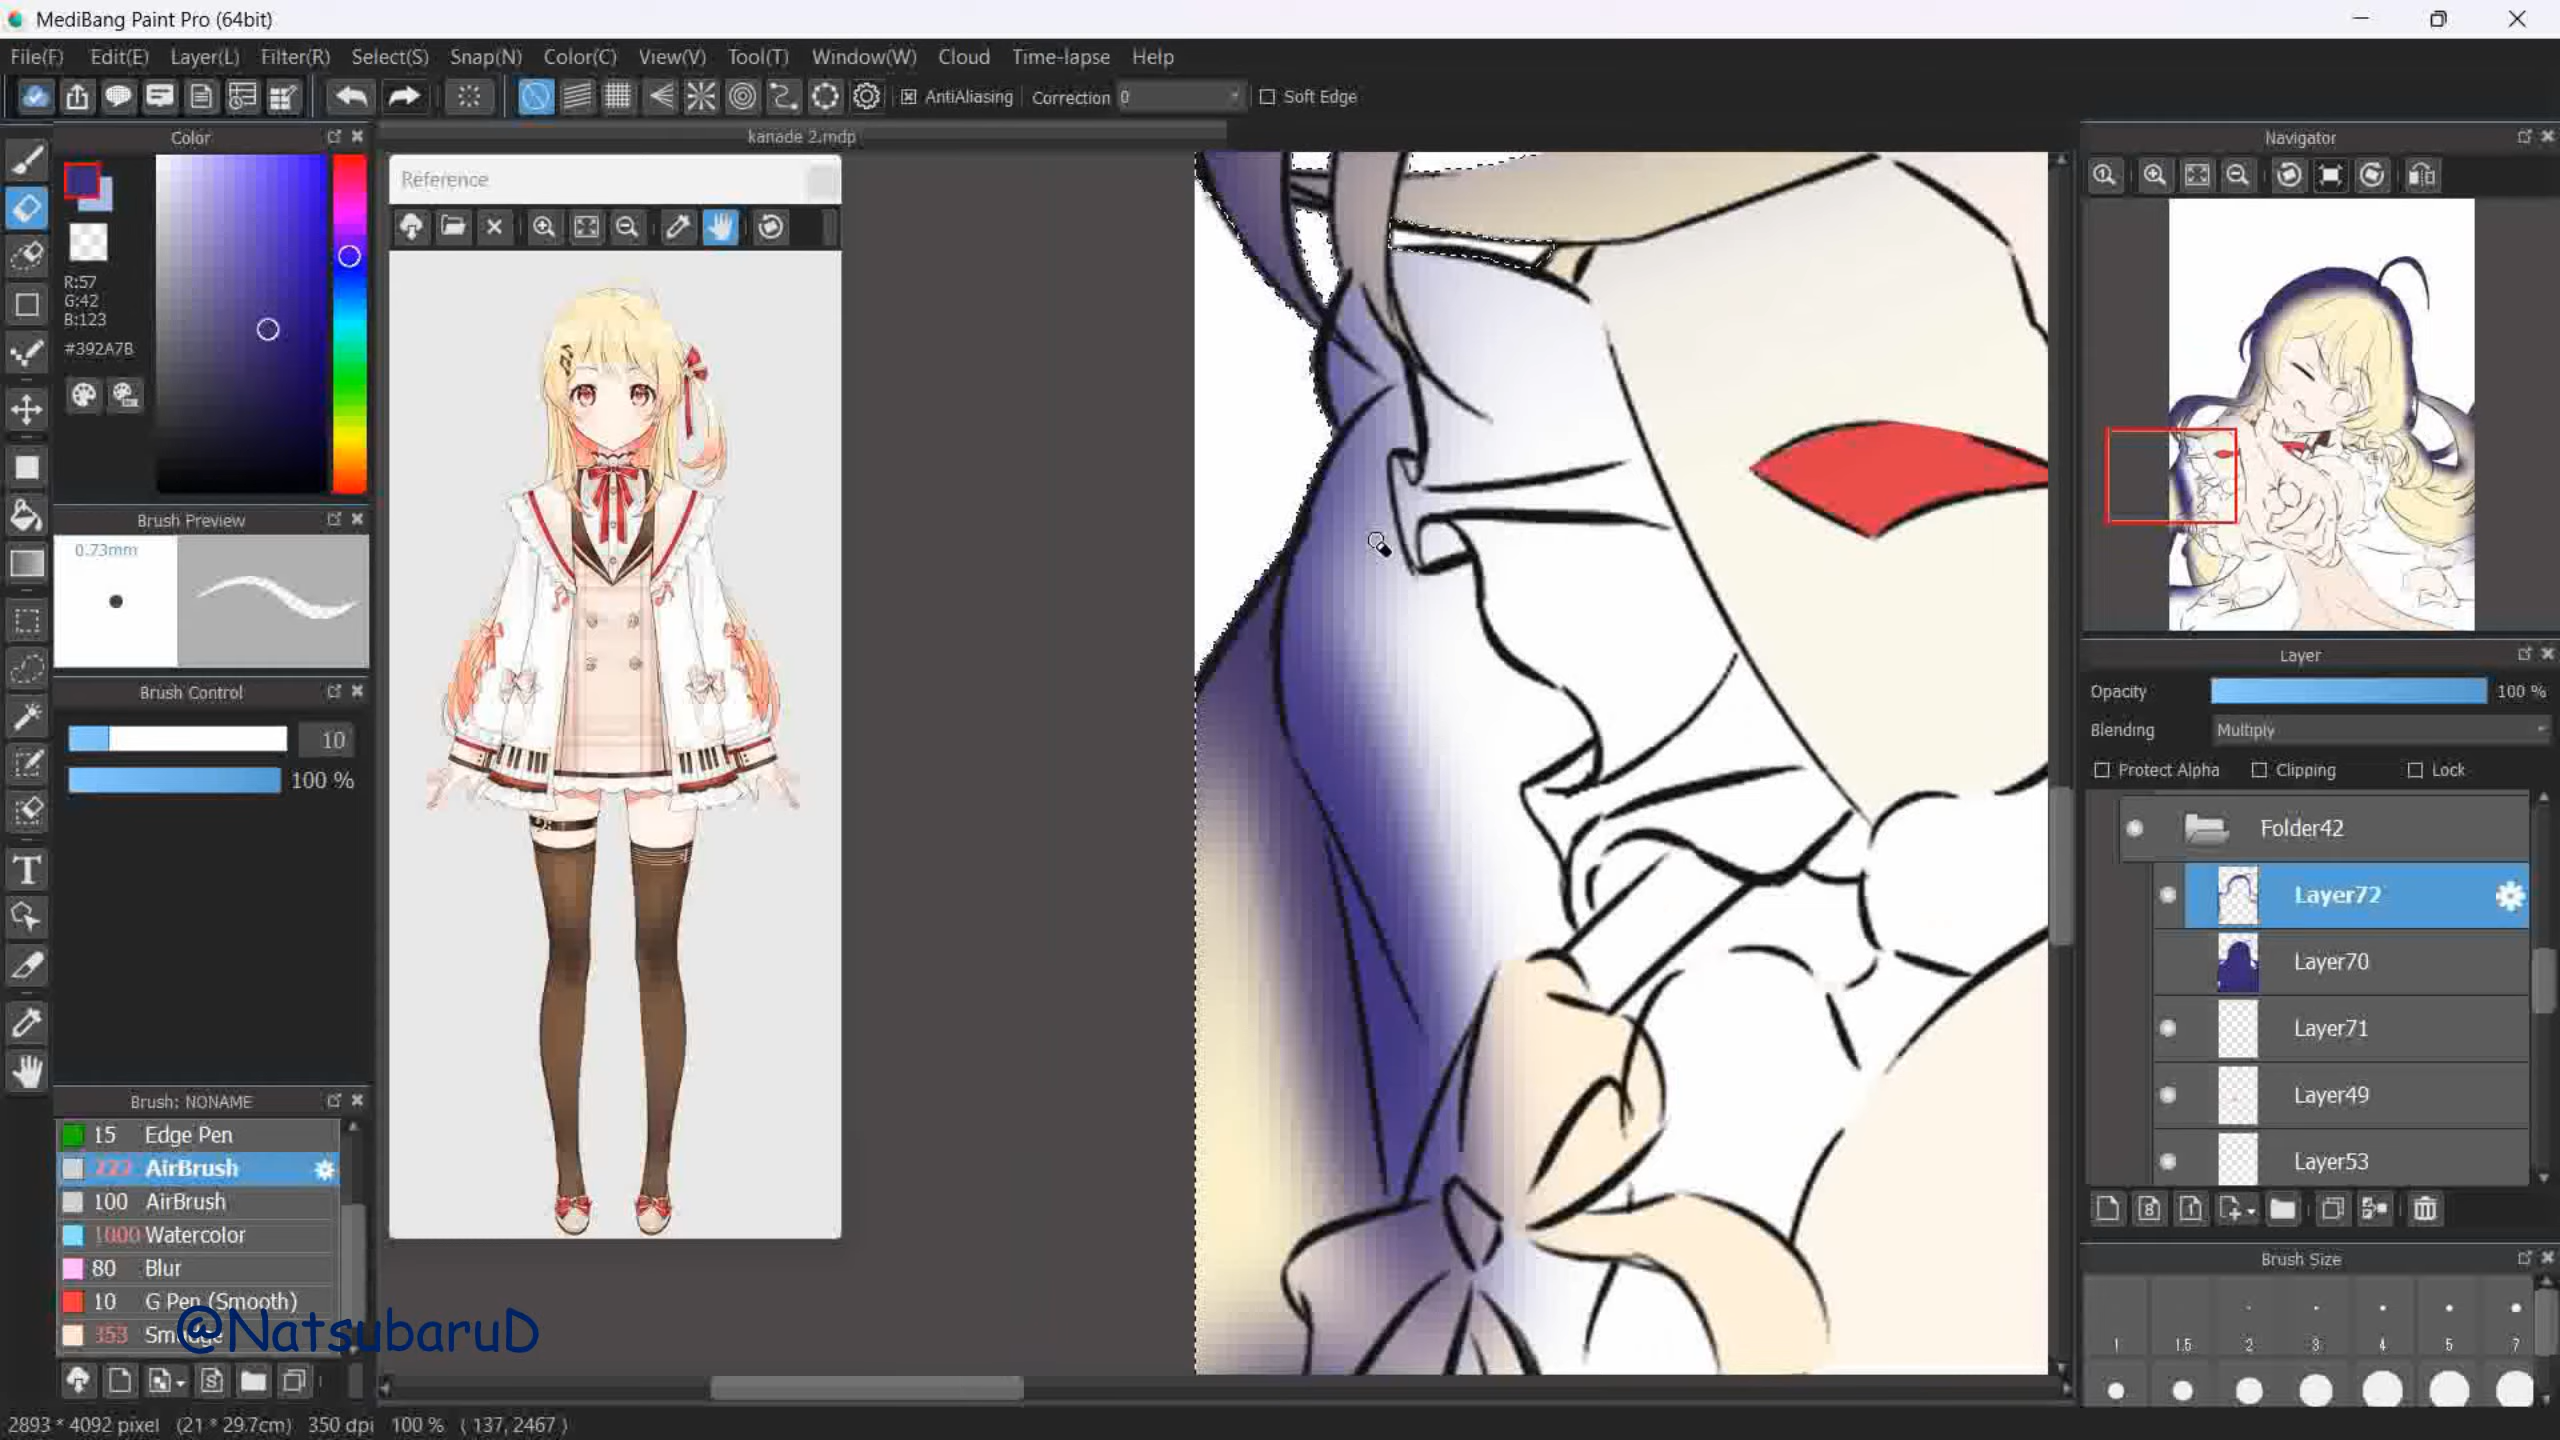 MediBang Paint Pro (64bit)
File(F) Edit(E) Layer(L) Filter(R) Select(S) Snap(N) Color(C) View(V) Tool(T) Window(W) Cloud Time-lapse Help
AntiAliasing Correction 0 Soft Edge
Color
kanade 2.mdp
Navigator
Reference
R:57
G:42
B:123
#392A7B
Brush Preview
0.73mm
Brush Control
10
100 %
Layer
Opacity 100 %
Blending Multiply
Protect Alpha Clipping Lock
Folder42
Layer72
Layer70
Layer71
Layer49
Layer53
Brush: NONAME
15 Edge Pen
AirBrush
100 AirBrush
1000 Watercolor
80 Blur
10 G Pen (Smooth)
353 Smudge
@NatsubaruD
Brush Size
1 1.5 2 3 4 5 7
2893 * 4092 pixel (21 * 29.7cm) 350 dpi 100 % ( 137, 2467 )